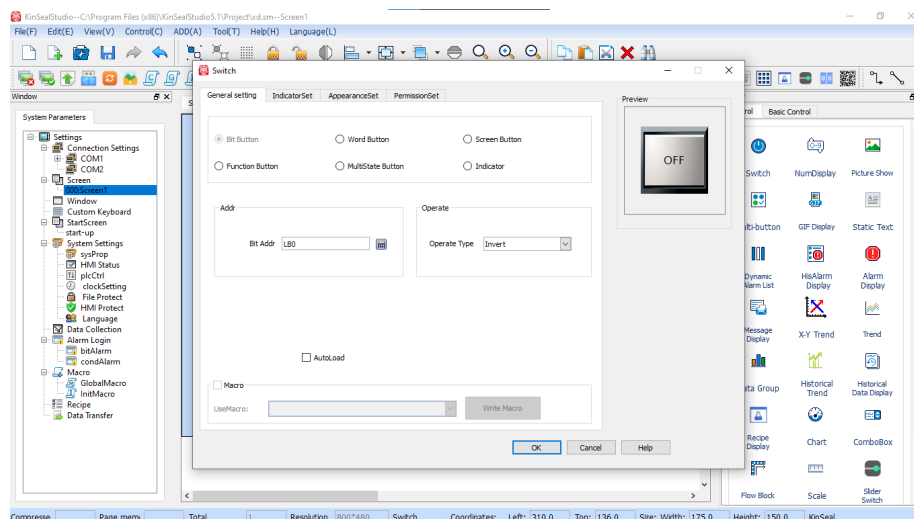 KinSealStudio--C:\Program Files (x86)\KinSealStudio5.1\Project\xd.sm--Screen1
File(F) Edit(E) View(V) Control(C) ADD(A) Tool(T) Help(H) Language(L)
Window
System Parameters
Settings
Connection Settings
COM1
COM2
Screen
000:Screen1
Window
Custom Keyboard
StartScreen
start-up
System Settings
sysProp
HMI Status
plcCtrl
clockSetting
File Protect
HMI Protect
Language
Data Collection
Alarm Login
bitAlarm
condAlarm
Macro
GlobalMacro
InitMacro
Recipe
Data Transfer
Switch
General setting IndicatorSet AppearanceSet PermissionSet
Bit Button Word Button Screen Button
Function Button MultiState Button Indicator
Addr
Bit Addr LB0
Operate
Operate Type Invert
AutoLoad
Macro
UseMacro: Write Macro
OK Cancel Help
Preview
OFF
rol Basic Control
Switch NumDisplay Picture Show
GIF Display Static Text
Dynamic Alarm List HisAlarm Display Alarm Display
Message Display X-Y Trend Trend
ata Group Historical Trend Historical Data Display
Recipe Display Chart ComboBox
Flow Block Scale Slider Switch
Compresse Page mem Total 1 Resolution 800*480 Switch Coordinates: Left: 310.0 Top: 136.0 Size: Width: 175.0 Height: 150.0 KinSeal